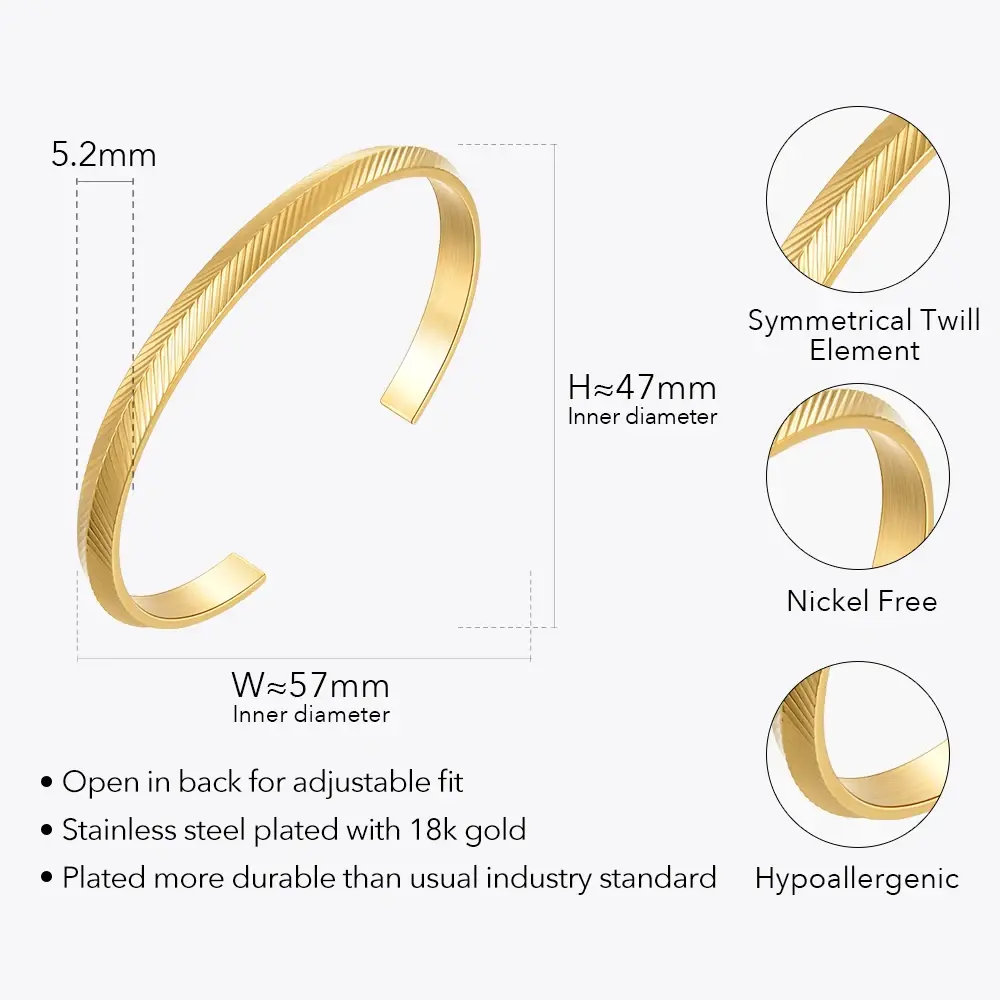 5.2mm
H≈47mm
Inner diameter
W≈57mm
Inner diameter
Symmetrical Twill
Element
Nickel Free
Hypoallergenic
• Open in back for adjustable fit
• Stainless steel plated with 18k gold
• Plated more durable than usual industry standard